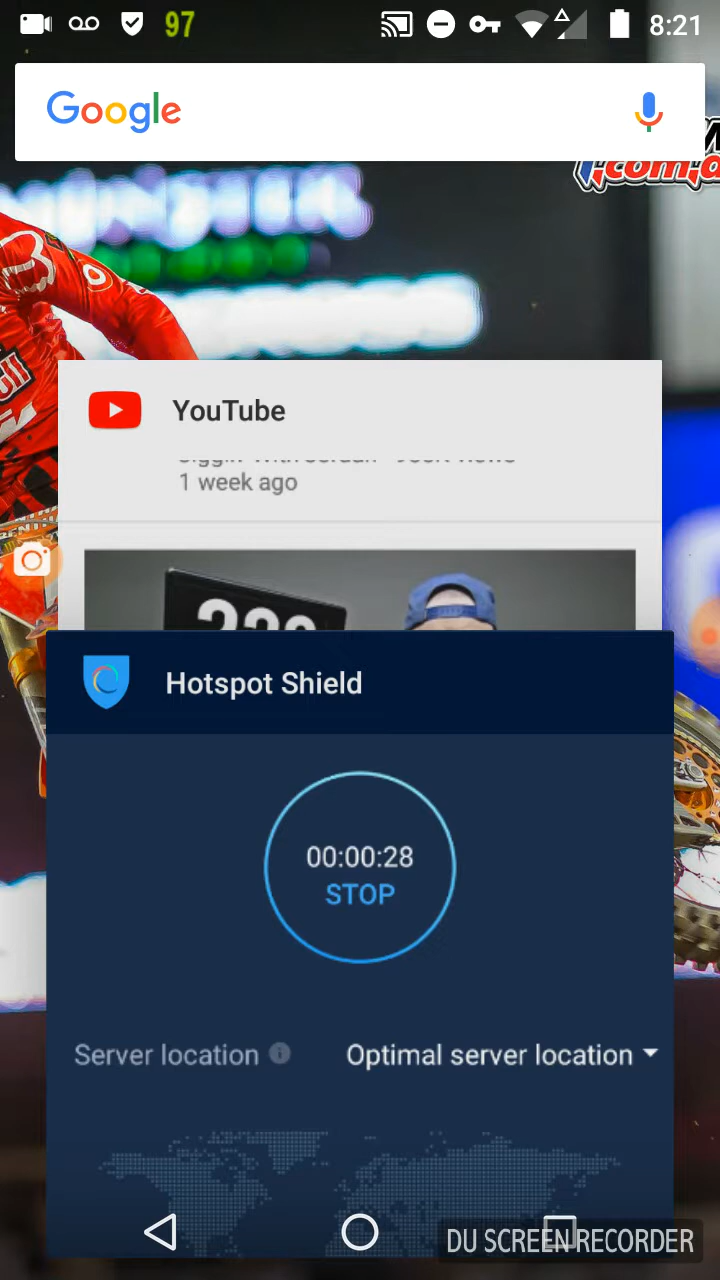 97
8:21
Google
.com.a
YouTube
1 week ago
Hotspot Shield
00:00:28
STOP
Server location
Optimal server location
DU SCREEN RECORDER